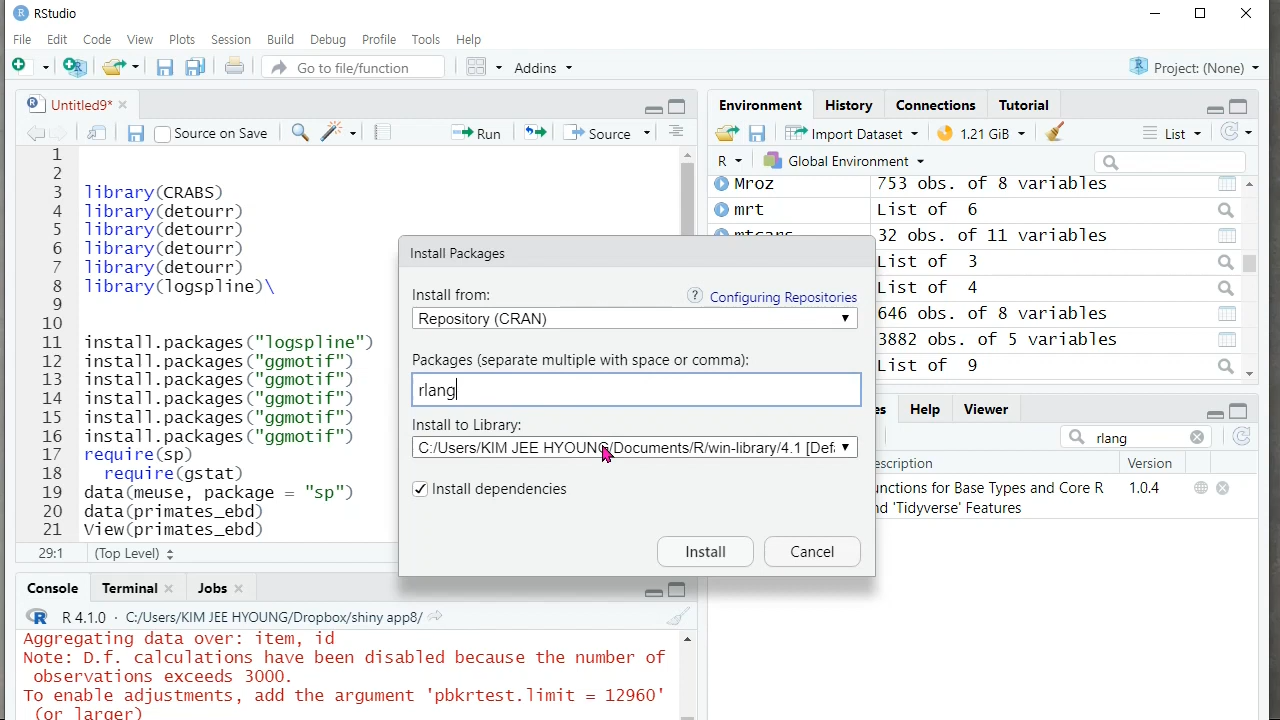 RStudio
File Edit Code View Plots Session Build Debug Profile Tools Help
Go to file/function Addins Project: (None)
Untitled9*
Source on Save Run Source
1
2
3 library(CRABS)
4 library(detourr)
5 library(detourr)
6 library(detourr)
7 library(detourr)
8 library(logspline)\
9
10
11 install.packages("logspline")
12 install.packages("ggmotif")
13 install.packages("ggmotif")
14 install.packages("ggmotif")
15 install.packages("ggmotif")
16 install.packages("ggmotif")
17 require(sp)
18 require(gstat)
19 data(meuse, package = "sp")
20 data(primates_ebd)
21 View(primates_ebd)
29:1 (Top Level)
Console Terminal Jobs
R 4.1.0 · C:/Users/KIM JEE HYOUNG/Dropbox/shiny app8/
Aggregating data over: item, id
Note: D.f. calculations have been disabled because the number of
observations exceeds 3000.
To enable adjustments, add the argument 'pbkrtest.limit = 12960'
(or larger)
Install Packages
Install from: ? Configuring Repositories
Repository (CRAN)
Packages (separate multiple with space or comma):
rlang
Install to Library:
C:/Users/KIM JEE HYOUNG/Documents/R/win-library/4.1 [Def
Install dependencies
Install Cancel
Environment History Connections Tutorial
Import Dataset 1.21 GiB List
R Global Environment
Mroz 753 obs. of 8 variables
mrt List of 6
mtcars 32 obs. of 11 variables
List of 3
List of 4
646 obs. of 8 variables
3882 obs. of 5 variables
List of 9
es Help Viewer
rlang
escription Version
unctions for Base Types and Core R 1.0.4
nd 'Tidyverse' Features